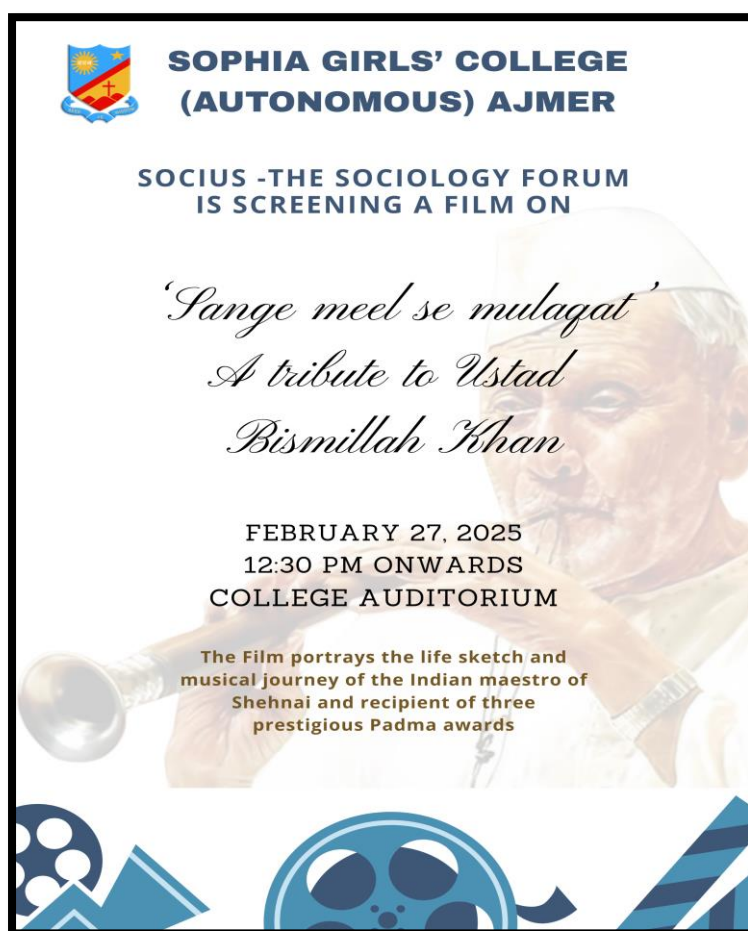 SOPHIA GIRLS’ COLLEGE
(AUTONOMOUS) AJMER
SOCIUS -THE SOCIOLOGY FORUM
IS SCREENING A FILM ON
‘Sange meel se mulaqat’
A tribute to Ustad
Bismillah Khan
FEBRUARY 27, 2025
12:30 PM ONWARDS
COLLEGE AUDITORIUM
The Film portrays the life sketch and
musical journey of the Indian maestro of
Shehnai and recipient of three
prestigious Padma awards